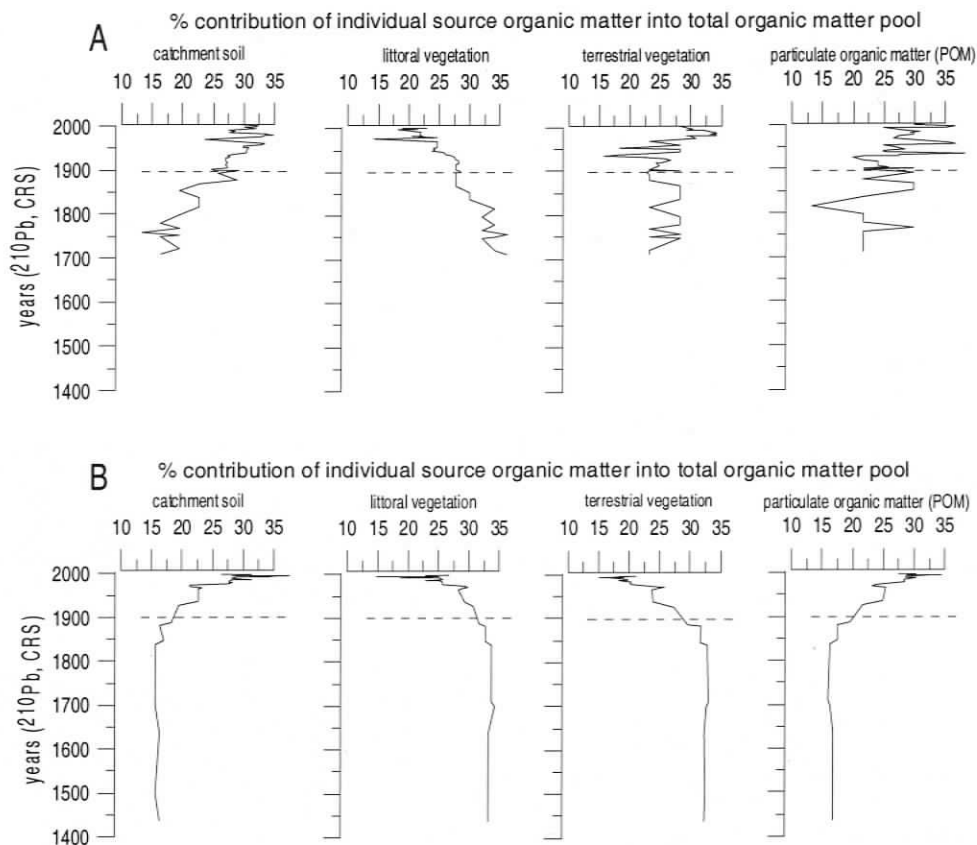 A
% contribution of individual source organic matter into total organic matter pool
catchment soil littoral vegetation terrestrial vegetation particulate organic matter (POM)
10 15 20 25 30 35 10 15 20 25 30 35 10 15 20 25 30 35 10 15 20 25 30 35
2000
1900
1800
1700
1600
1500
1400
years (210Pb, CRS)
B
% contribution of individual source organic matter into total organic matter pool
catchment soil littoral vegetation terrestrial vegetation particulate organic matter (POM)
10 15 20 25 30 35 10 15 20 25 30 35 10 15 20 25 30 35 10 15 20 25 30 35
2000
1900
1800
1700
1600
1500
1400
years (210Pb, CRS)